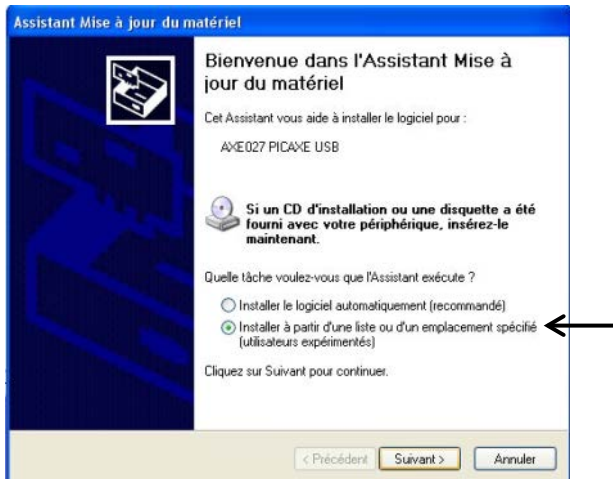 Assistant Mise à jour du matériel
Bienvenue dans l'Assistant Mise à
jour du matériel
Cet Assistant vous aide à installer le logiciel pour :
AXE027 PICAXE USB
Si un CD d'installation ou une disquette a été
fourni avec votre périphérique, insérez-le
maintenant.
Quelle tâche voulez-vous que l'Assistant exécute ?
Installer le logiciel automatiquement (recommandé)
Installer à partir d'une liste ou d'un emplacement spécifié
(utilisateurs expérimentés)
Cliquez sur Suivant pour continuer.
< Précédent Suivant > Annuler